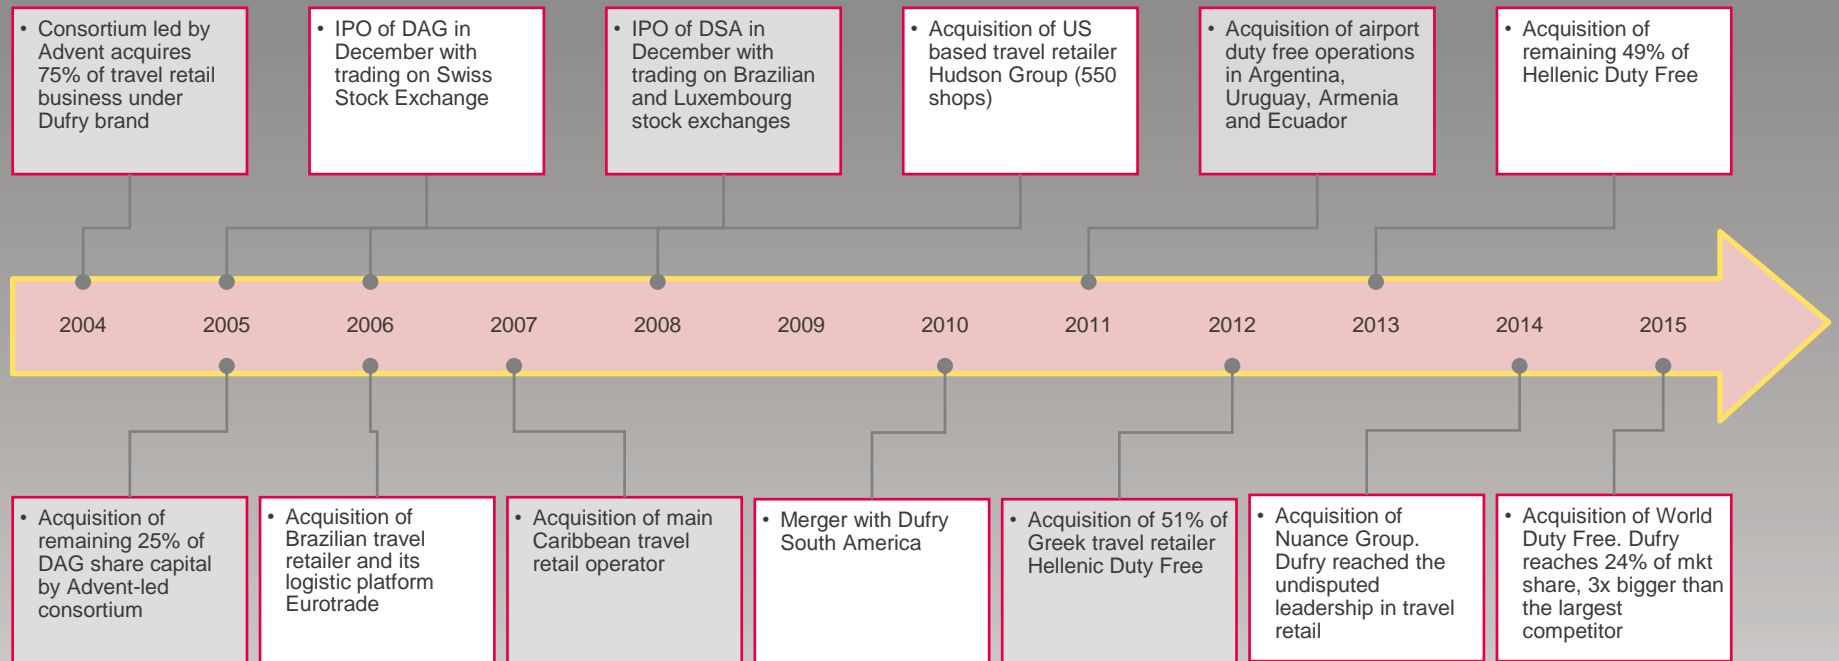 • Consortium led by
Advent acquires
75% of travel retail
business under
Dufry brand
• IPO of DAG in
December with
trading on Swiss
Stock Exchange
• IPO of DSA in
December with
trading on Brazilian
and Luxembourg
stock exchanges
• Acquisition of US
based travel retailer
Hudson Group (550
shops)
• Acquisition of airport
duty free operations
in Argentina,
Uruguay, Armenia
and Ecuador
• Acquisition of
remaining 49% of
Hellenic Duty Free
2004 2005 2006 2007 2008 2009 2010 2011 2012 2013 2014 2015
• Acquisition of
remaining 25% of
DAG share capital
by Advent-led
consortium
• Acquisition of
Brazilian travel
retailer and its
logistic platform
Eurotrade
• Acquisition of main
Caribbean travel
retail operator
• Merger with Dufry
South America
• Acquisition of 51% of
Greek travel retailer
Hellenic Duty Free
• Acquisition of
Nuance Group.
Dufry reached the
undisputed
leadership in travel
retail
• Acquisition of World
Duty Free. Dufry
reaches 24% of mkt
share, 3x bigger than
the largest
competitor